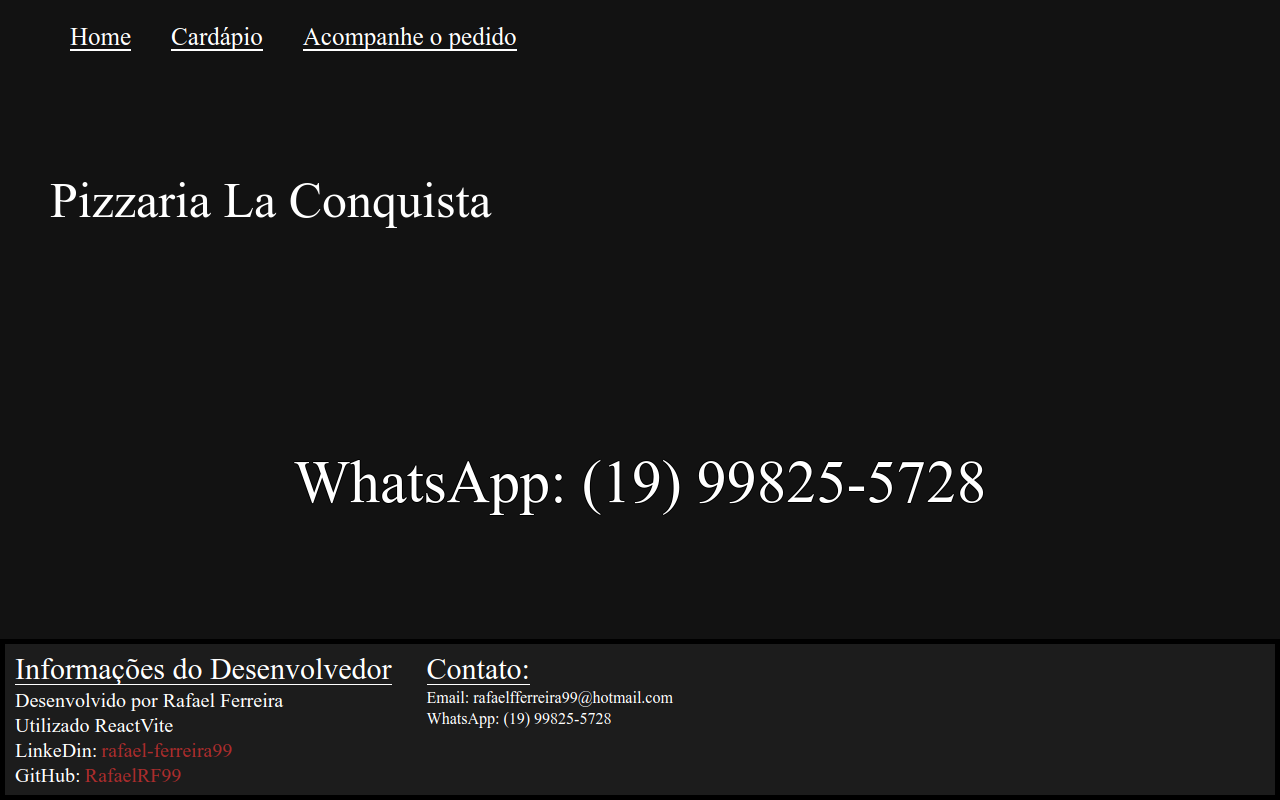 Home Cardápio Acompanhe o pedido
Pizzaria La Conquista
WhatsApp: (19) 99825-5728
Informações do Desenvolvedor
Desenvolvido por Rafael Ferreira
Utilizado ReactVite
LinkeDin: rafael-ferreira99
GitHub: RafaelRF99
Contato:
Email: rafaelfferreira99@hotmail.com
WhatsApp: (19) 99825-5728